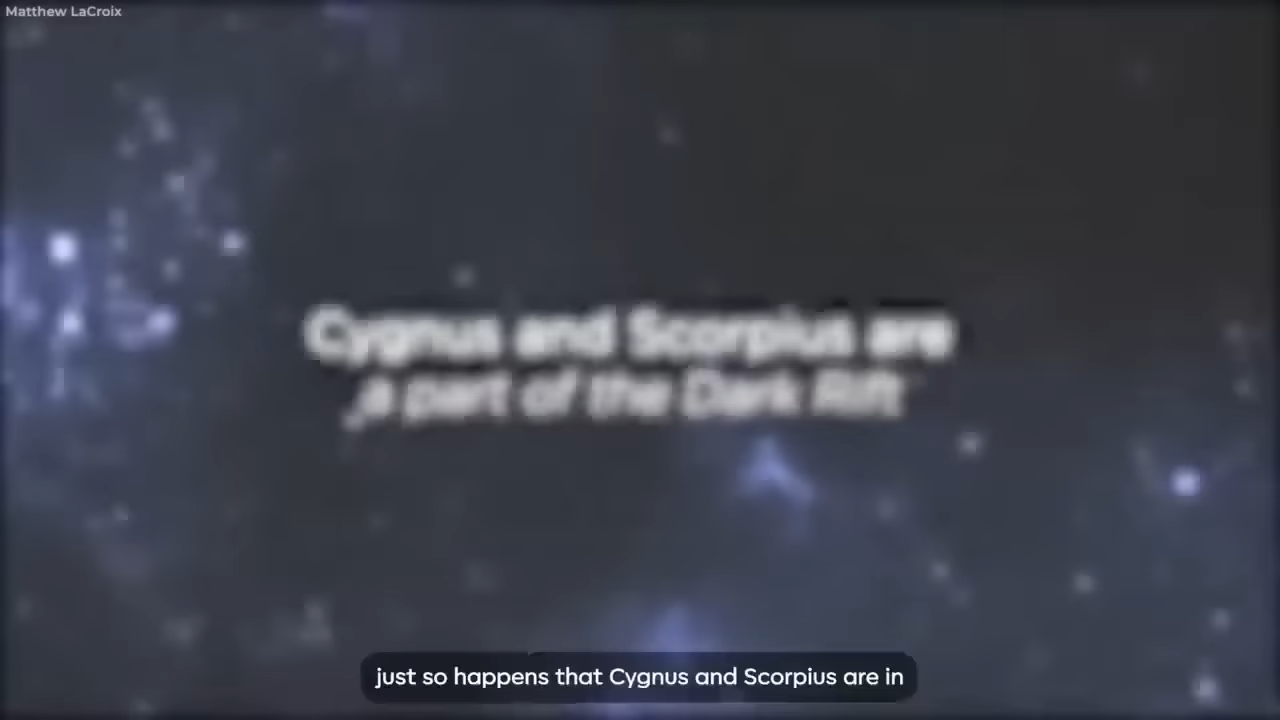 Matthew LaCroix
Cygnus and Scorpius are
a part of the Dark Rift
just so happens that Cygnus and Scorpius are in